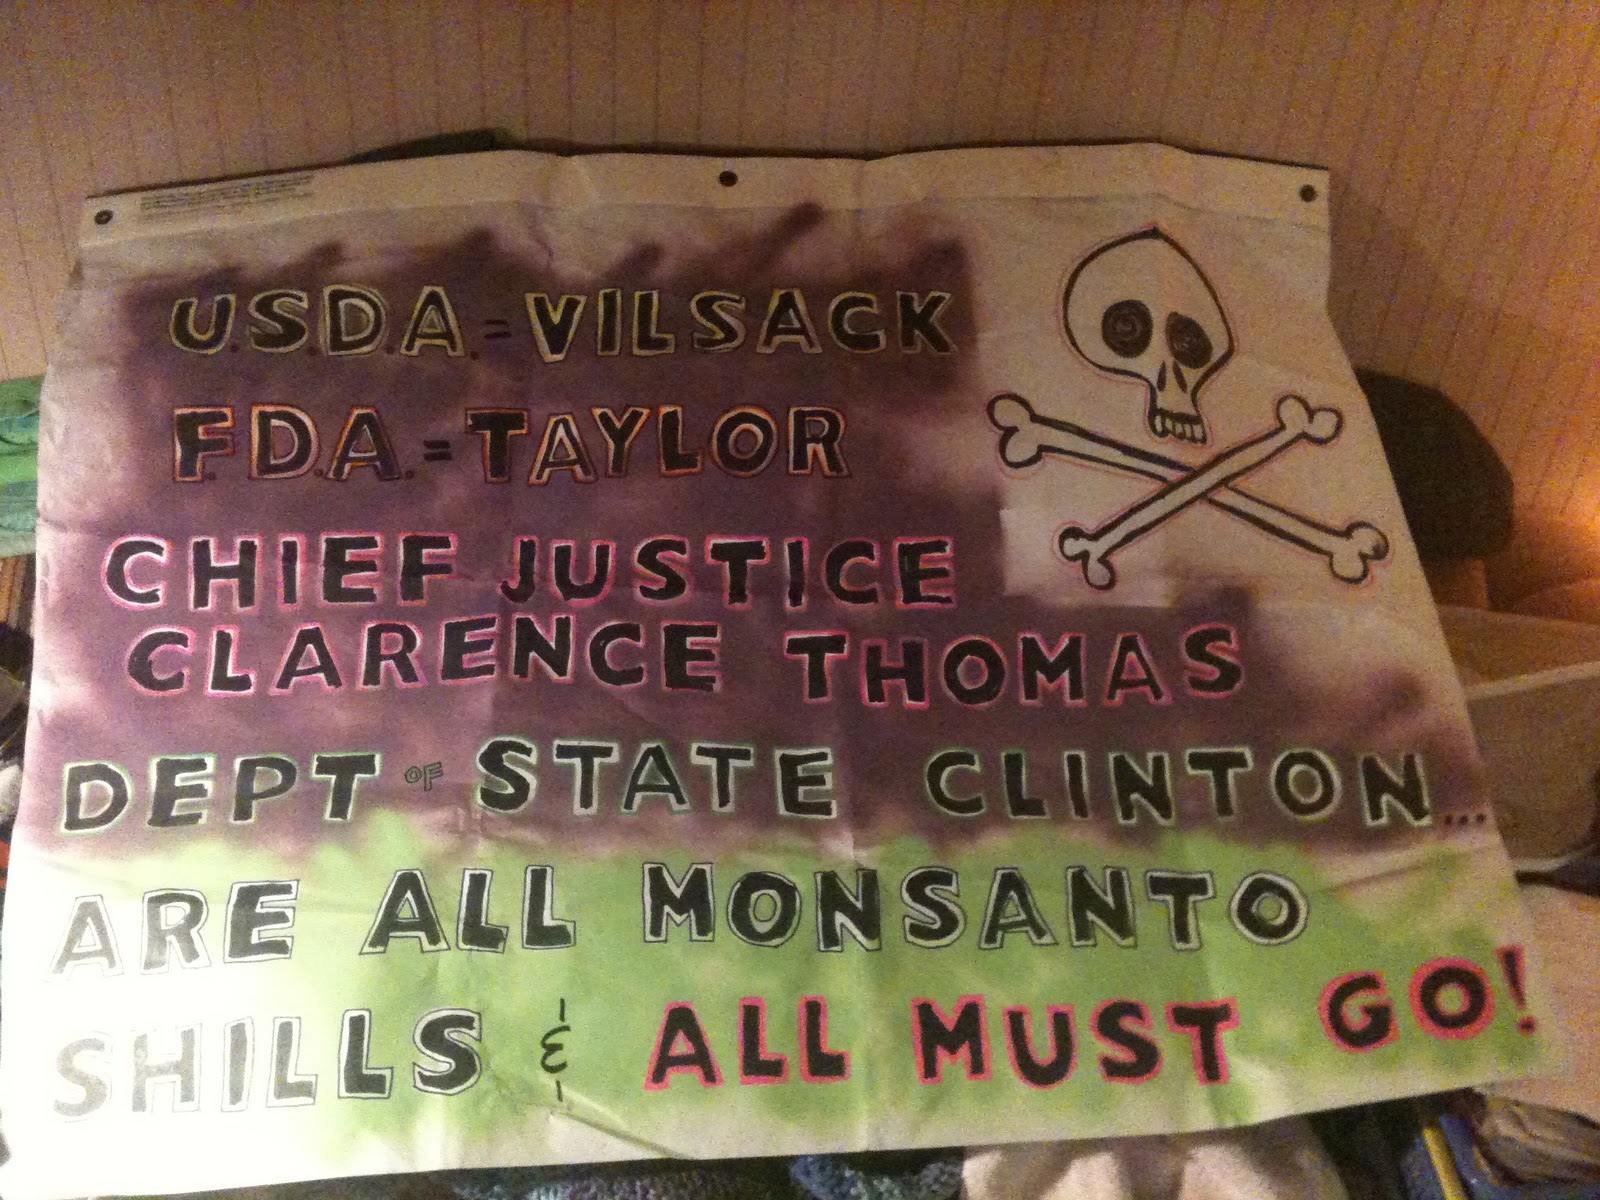 U.S.D.A. = VILSACK
F.D.A. = TAYLOR
CHIEF JUSTICE
CLARENCE THOMAS
DEPT OF STATE CLINTON...
ARE ALL MONSANTO
SHILLS & ALL MUST GO!